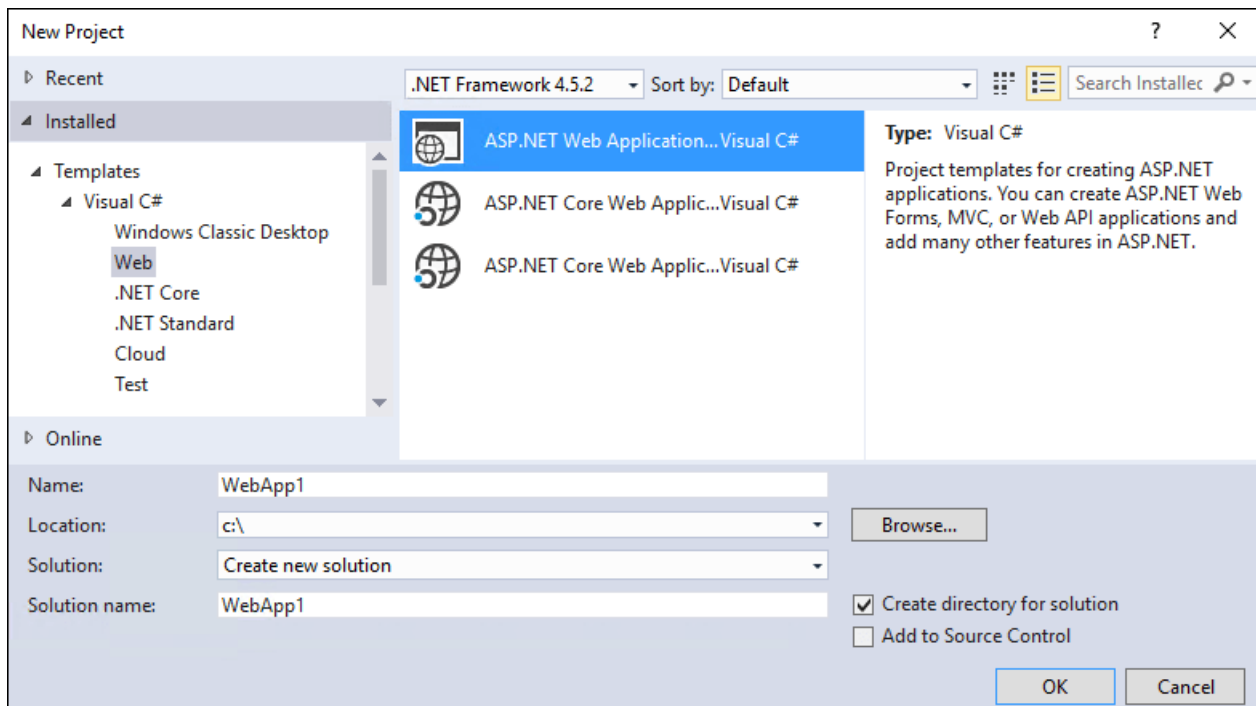 New Project
?
Recent
Installed
Templates
Visual C#
Windows Classic Desktop
Web
.NET Core
.NET Standard
Cloud
Test
Online
.NET Framework 4.5.2
Sort by: Default
Search Installed
ASP.NET Web Application...Visual C#
ASP.NET Core Web Applic...Visual C#
ASP.NET Core Web Applic...Visual C#
Type: Visual C#
Project templates for creating ASP.NET
applications. You can create ASP.NET Web
Forms, MVC, or Web API applications and
add many other features in ASP.NET.
Name: WebApp1
Location: c:\
Browse...
Solution: Create new solution
Solution name: WebApp1
Create directory for solution
Add to Source Control
OK
Cancel